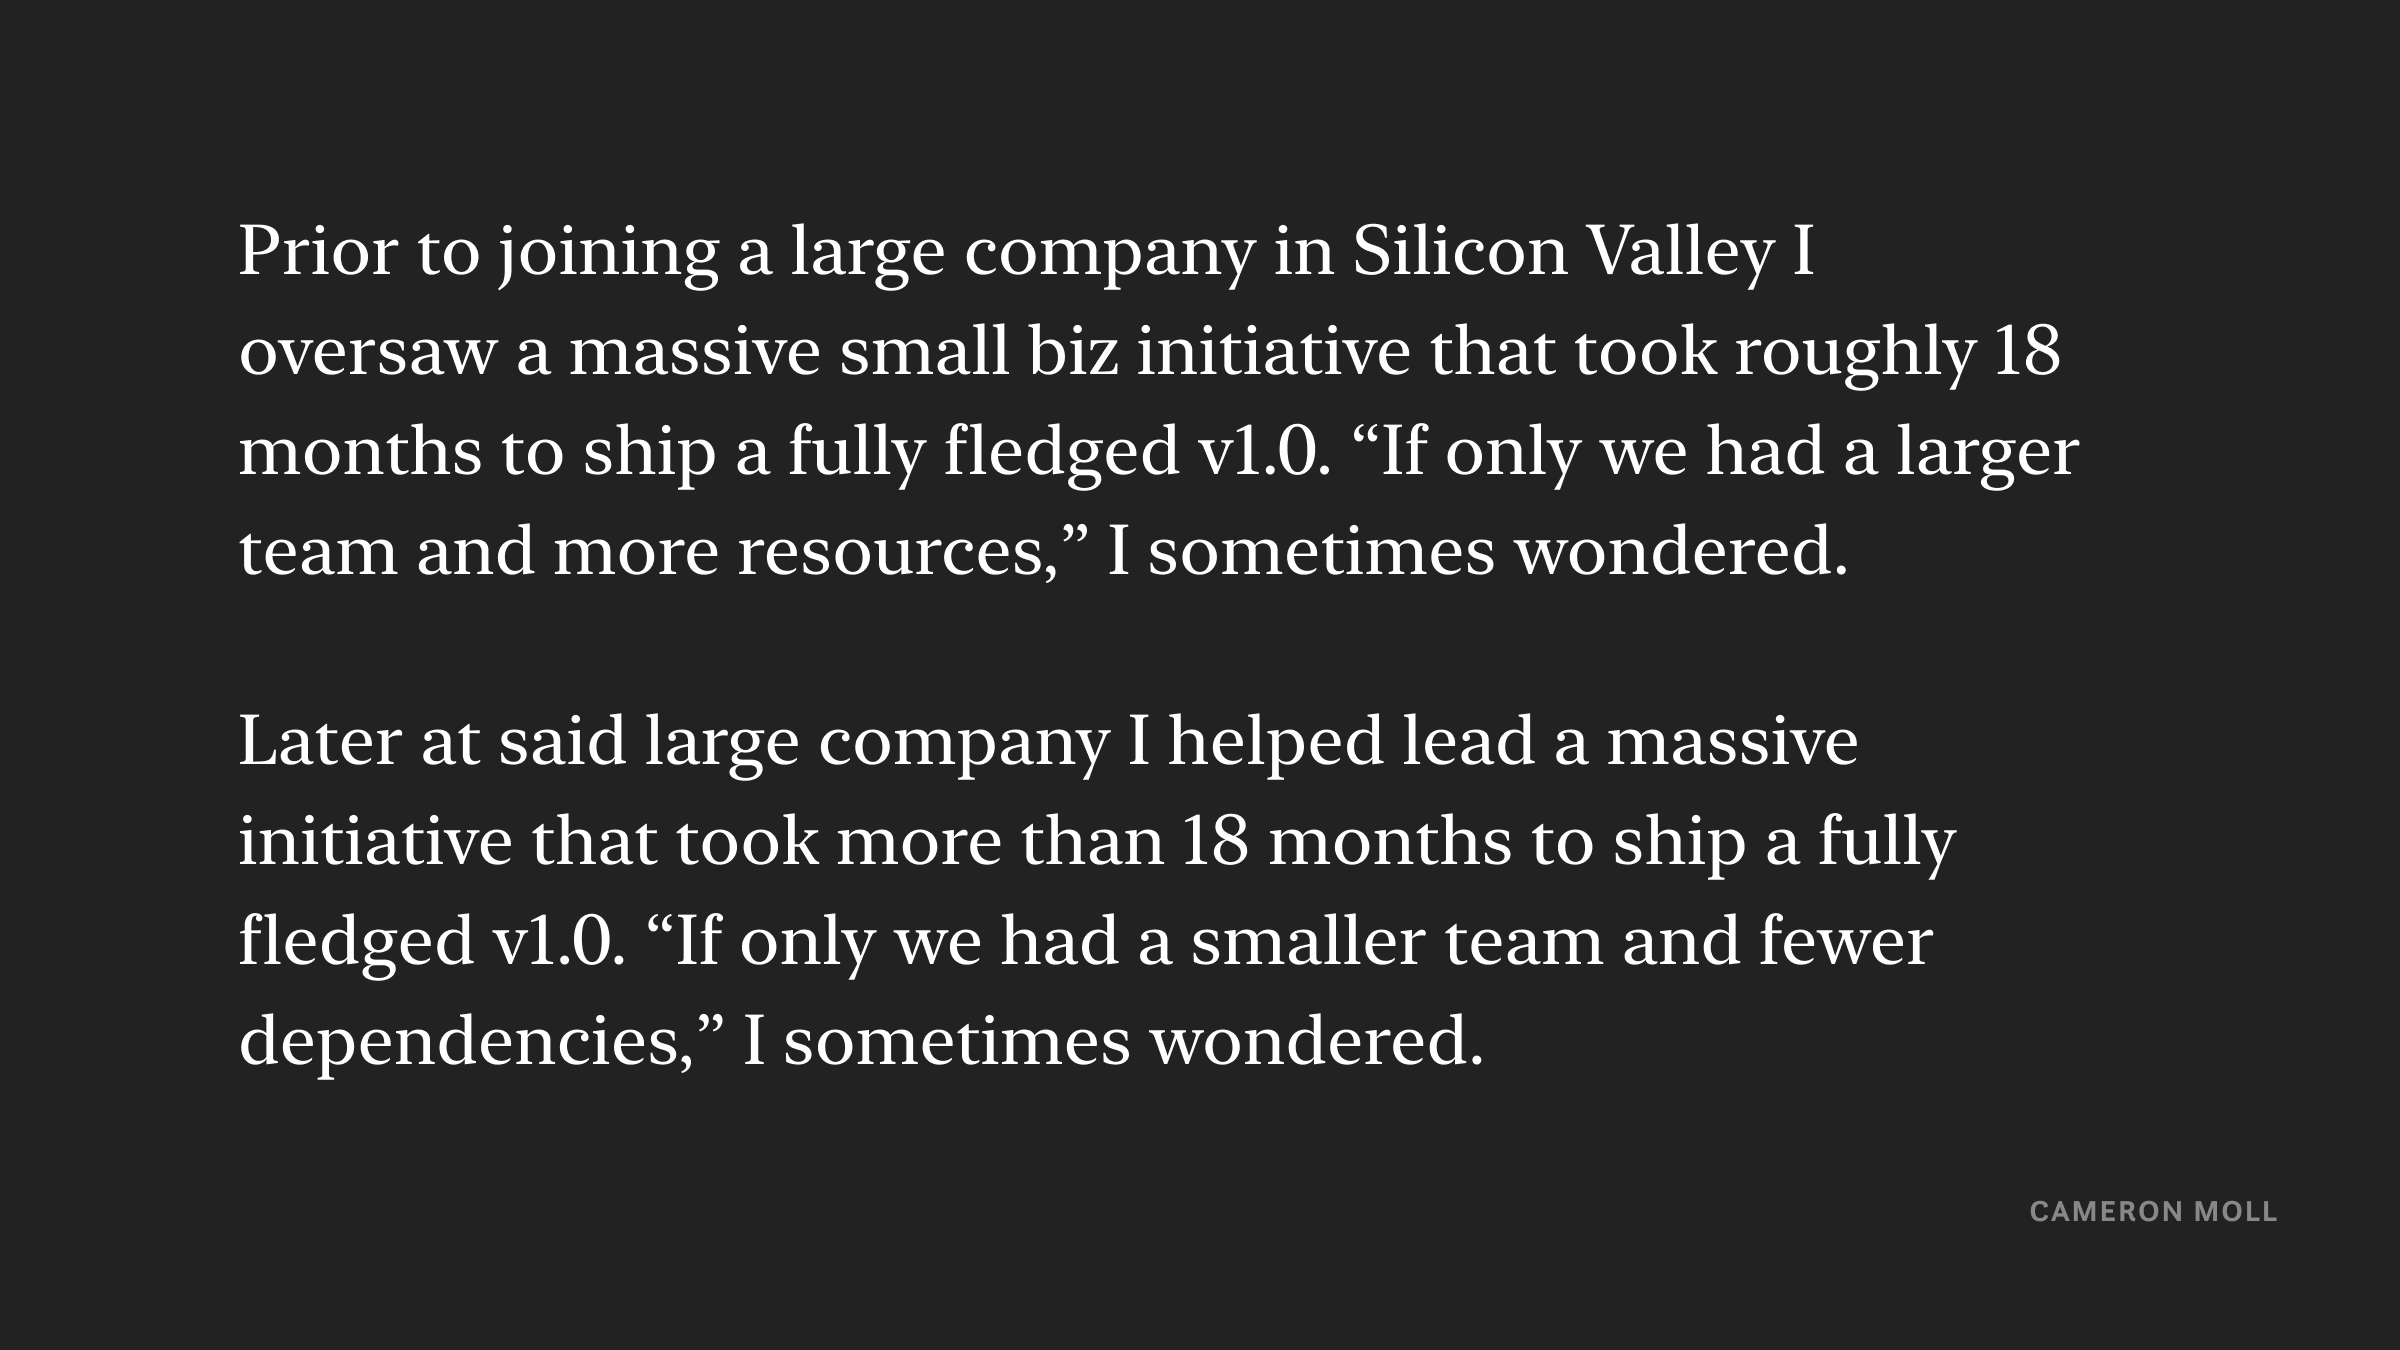 Prior to joining a large company in Silicon Valley I
oversaw a massive small biz initiative that took roughly 18
months to ship a fully fledged v1.0. “If only we had a larger
team and more resources,” I sometimes wondered.
Later at said large company I helped lead a massive
initiative that took more than 18 months to ship a fully
fledged v1.0. “If only we had a smaller team and fewer
dependencies,” I sometimes wondered.
CAMERON MOLL